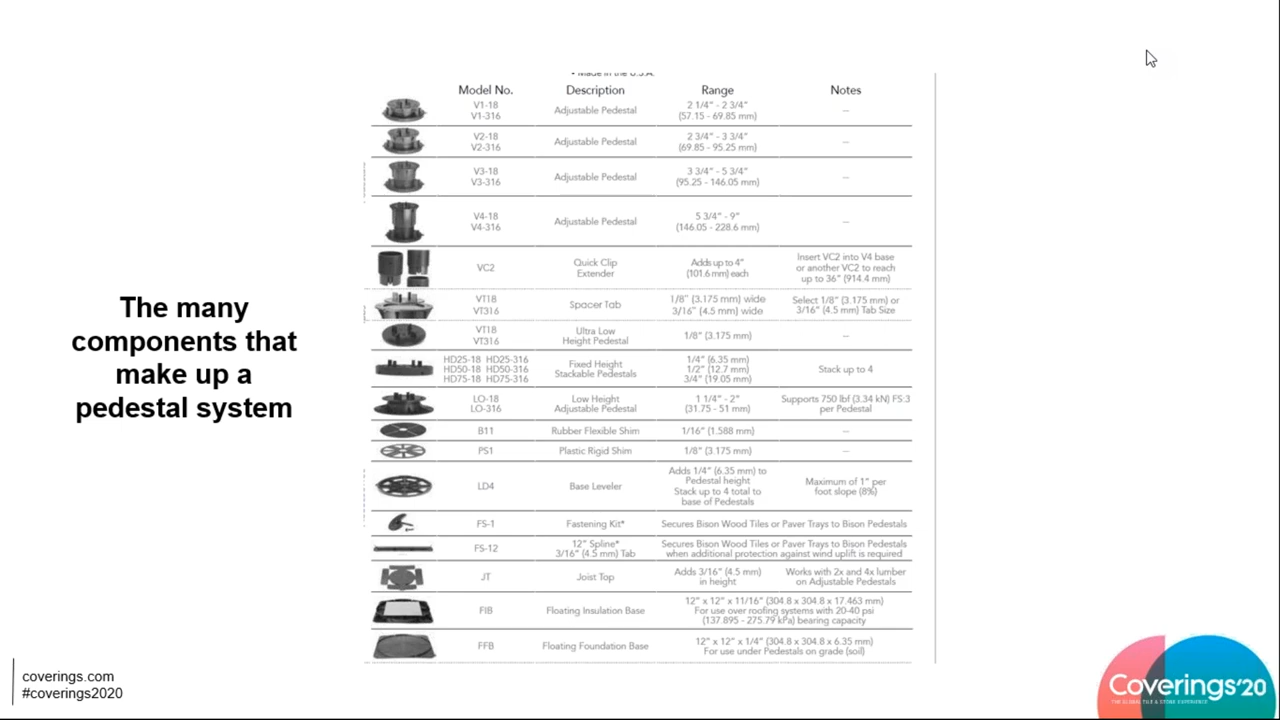 • Made in the U.S.A.
Model No. Description Range Notes
V1-18
V1-316
Adjustable Pedestal
2 1/4" - 2 3/4"
(57.15 - 69.85 mm)
--
V2-18
V2-316
Adjustable Pedestal
2 3/4" - 3 3/4"
(69.85 - 95.25 mm)
--
V3-18
V3-316
Adjustable Pedestal
3 3/4" - 5 3/4"
(95.25 - 146.05 mm)
--
V4-18
V4-316
Adjustable Pedestal
5 3/4" - 9"
(146.05 - 228.6 mm)
--
VC2
Quick Clip
Extender
Adds up to 4"
(101.6 mm) each
Insert VC2 into V4 base
or another VC2 to reach
up to 36" (914.4 mm)
VT18
VT316
Spacer Tab
1/8" (3.175 mm) wide
3/16" (4.5 mm) wide
Select 1/8" (3.175 mm) or
3/16" (4.5 mm) Tab Size
VT18
VT316
Ultra Low
Height Pedestal
1/8" (3.175 mm)
--
HD25-18 HD25-316
HD50-18 HD50-316
HD75-18 HD75-316
Fixed Height
Stackable Pedestals
1/4" (6.35 mm)
1/2" (12.7 mm)
3/4" (19.05 mm)
Stack up to 4
LO-18
LO-316
Low Height
Adjustable Pedestal
1 1/4" - 2"
(31.75 - 51 mm)
Supports 750 lbf (3.34 kN) FS:3
per Pedestal
B11
Rubber Flexible Shim
1/16" (1.588 mm)
--
PS1
Plastic Rigid Shim
1/8" (3.175 mm)
--
LD4
Base Leveler
Adds 1/4" (6.35 mm) to
Pedestal height
Stack up to 4 total to
base of Pedestals
Maximum of 1" per
foot slope (8%)
FS-1
Fastening Kit*
Secures Bison Wood Tiles or Paver Trays to Bison Pedestals
FS-12
12" Spline*
3/16" (4.5 mm) Tab
Secures Bison Wood Tiles or Paver Trays to Bison Pedestals
when additional protection against wind uplift is required
JT
Joist Top
Adds 3/16" (4.5 mm)
in height
Works with 2x and 4x lumber
on Adjustable Pedestals
FIB
Floating Insulation Base
12" x 12" x 11/16" (304.8 x 304.8 x 17.463 mm)
For use over roofing systems with 20-40 psi
(137.895 - 275.79 kPa) bearing capacity
FFB
Floating Foundation Base
12" x 12" x 1/4" (304.8 x 304.8 x 6.35 mm)
For use under Pedestals on grade (soil)
The many
components that
make up a
pedestal system
coverings.com
#coverings2020
Coverings'20
THE GLOBAL TILE & STONE EXPERIENCE